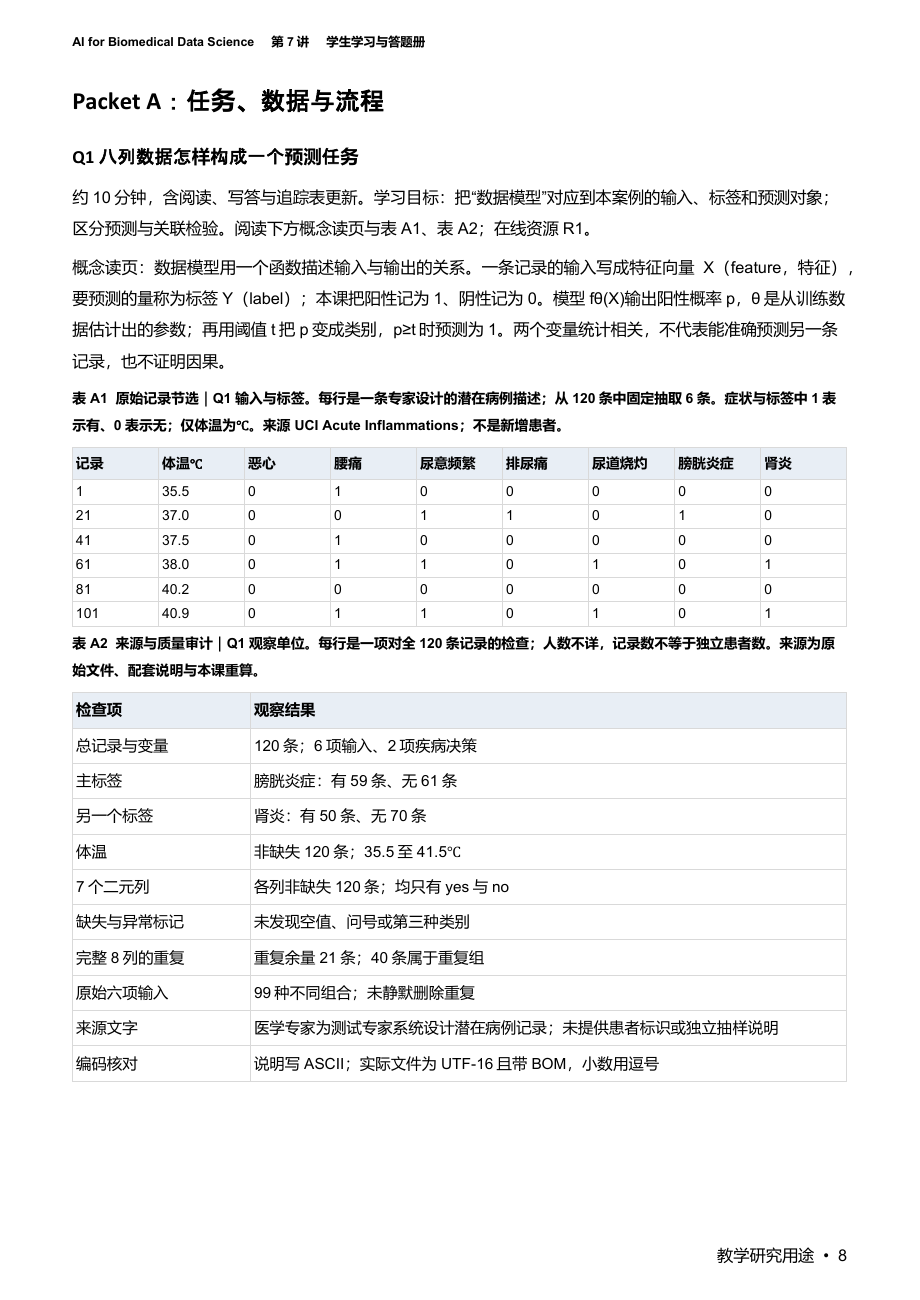 AI for Biomedical Data Science 第 7 讲 学生学习与答题册
Packet A：任务、数据与流程
Q1 八列数据怎样构成一个预测任务
约 10 分钟，含阅读、写答与追踪表更新。学习目标：把“数据模型”对应到本案例的输入、标签和预测对象；
区分预测与关联检验。阅读下方概念读页与表 A1、表 A2；在线资源 R1。
概念读页：数据模型用一个函数描述输入与输出的关系。一条记录的输入写成特征向量 X（feature，特征），
要预测的量称为标签 Y（label）；本课把阳性记为 1、阴性记为 0。模型 fθ(X)输出阳性概率 p，θ 是从训练数
据估计出的参数；再用阈值 t 把 p 变成类别，p≥t 时预测为 1。两个变量统计相关，不代表能准确预测另一条
记录，也不证明因果。
表 A1 原始记录节选｜Q1 输入与标签。每行是一条专家设计的潜在病例描述；从 120 条中固定抽取 6 条。症状与标签中 1 表
示有、0 表示无；仅体温为℃。来源 UCI Acute Inflammations；不是新增患者。
记录 体温℃ 恶心 腰痛 尿意频繁 排尿痛 尿道烧灼 膀胱炎症 肾炎
1 35.5 0 1 0 0 0 0 0
21 37.0 0 0 1 1 0 1 0
41 37.5 0 1 0 0 0 0 0
61 38.0 0 1 1 0 1 0 1
81 40.2 0 0 0 0 0 0 0
101 40.9 0 1 1 0 1 0 1
表 A2 来源与质量审计｜Q1 观察单位。每行是一项对全 120 条记录的检查；人数不详，记录数不等于独立患者数。来源为原
始文件、配套说明与本课重算。
检查项 观察结果
总记录与变量 120 条；6 项输入、2 项疾病决策
主标签 膀胱炎症：有 59 条、无 61 条
另一个标签 肾炎：有 50 条、无 70 条
体温 非缺失 120 条；35.5 至 41.5℃
7 个二元列 各列非缺失 120 条；均只有 yes 与 no
缺失与异常标记 未发现空值、问号或第三种类别
完整 8 列的重复 重复余量 21 条；40 条属于重复组
原始六项输入 99 种不同组合；未静默删除重复
来源文字 医学专家为测试专家系统设计潜在病例记录；未提供患者标识或独立抽样说明
编码核对 说明写 ASCII；实际文件为 UTF-16 且带 BOM，小数用逗号
教学研究用途 • 8